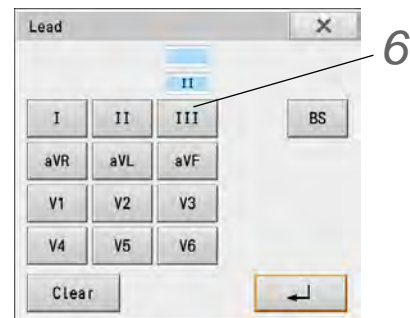 Lead ×
6
II
I II III BS
aVR aVL aVF
V1 V2 V3
V4 V5 V6
Clear ↵